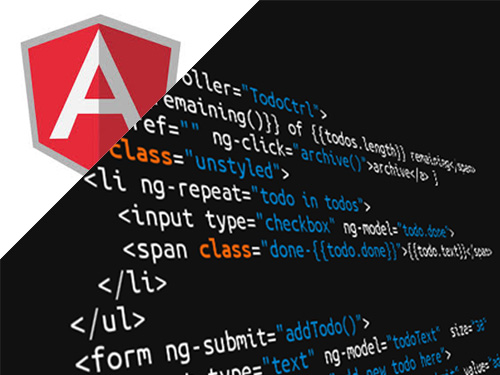 A
oller="TodoCtrl">
remaining()}} of {{todos.length}} remaining</span>
ref="" ng-click="archive()">archive</a> ]
class="unstyled">
<li ng-repeat="todo in todos">
<input type="checkbox" ng-model="todo.done">
<span class="done-{{todo.done}}">{{todo.text}}</span>
</li>
</ul>
<form ng-submit="addTodo()">
type="text" ng-model="todoText" size="30"
add new todo here">
value="a